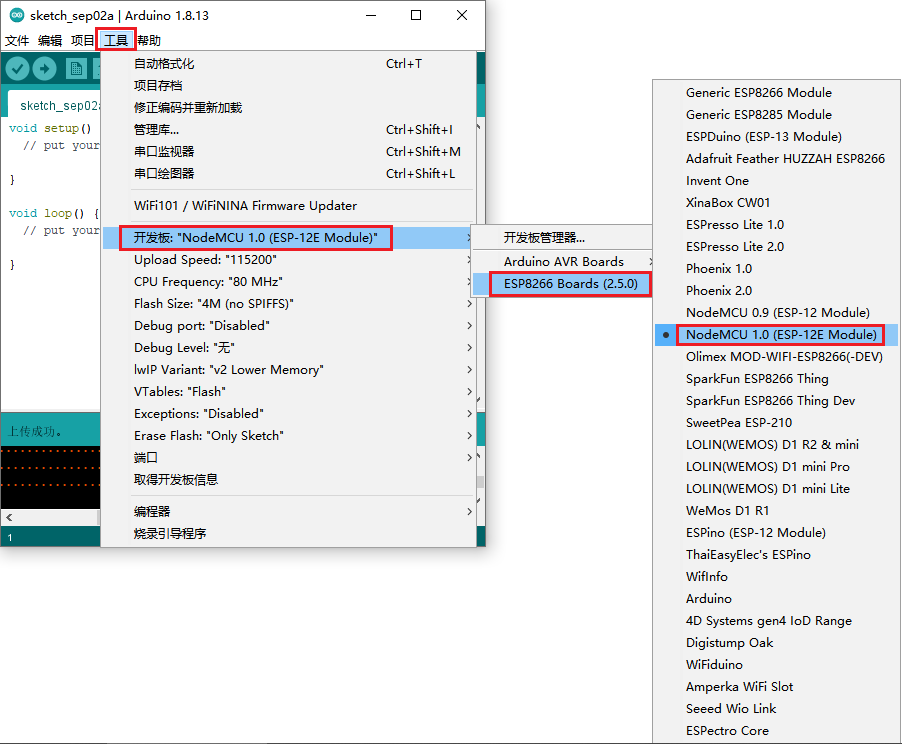 sketch_sep02a | Arduino 1.8.13
文件 编辑 项目 工具 帮助
sketch_sep02a
void setup()
// put your
}
void loop() {
// put your
}
上传成功。
1
自动格式化 Ctrl+T
项目存档
修正编码并重新加载
管理库... Ctrl+Shift+I
串口监视器 Ctrl+Shift+M
串口绘图器 Ctrl+Shift+L
WiFi101 / WiFiNINA Firmware Updater
开发板: "NodeMCU 1.0 (ESP-12E Module)"
Upload Speed: "115200"
CPU Frequency: "80 MHz"
Flash Size: "4M (no SPIFFS)"
Debug port: "Disabled"
Debug Level: "无"
lwIP Variant: "v2 Lower Memory"
VTables: "Flash"
Exceptions: "Disabled"
Erase Flash: "Only Sketch"
端口
取得开发板信息
编程器
烧录引导程序
开发板管理器...
Arduino AVR Boards
ESP8266 Boards (2.5.0)
Generic ESP8266 Module
Generic ESP8285 Module
ESPDuino (ESP-13 Module)
Adafruit Feather HUZZAH ESP8266
Invent One
XinaBox CW01
ESPresso Lite 1.0
ESPresso Lite 2.0
Phoenix 1.0
Phoenix 2.0
NodeMCU 0.9 (ESP-12 Module)
NodeMCU 1.0 (ESP-12E Module)
Olimex MOD-WIFI-ESP8266(-DEV)
SparkFun ESP8266 Thing
SparkFun ESP8266 Thing Dev
SweetPea ESP-210
LOLIN(WEMOS) D1 R2 & mini
LOLIN(WEMOS) D1 mini Pro
LOLIN(WEMOS) D1 mini Lite
WeMos D1 R1
ESPino (ESP-12 Module)
ThaiEasyElec's ESPino
WifInfo
Arduino
4D Systems gen4 IoD Range
Digistump Oak
WiFiduino
Amperka WiFi Slot
Seeed Wio Link
ESPectro Core